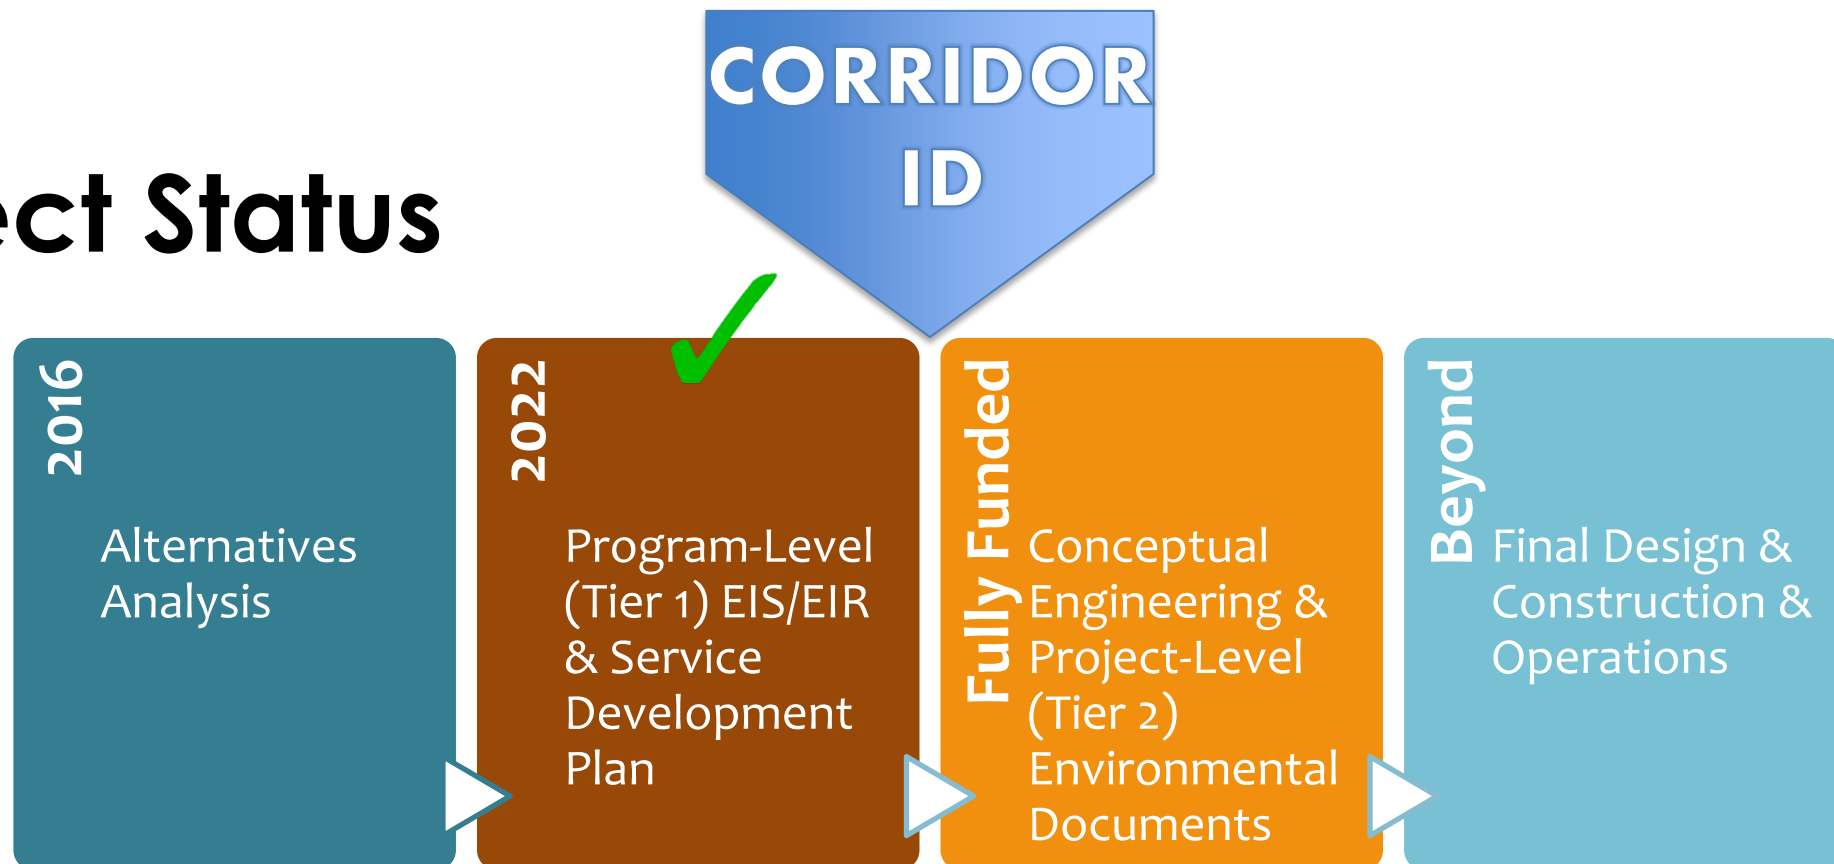 CORRIDOR
ID
ect Status
2016
Alternatives
Analysis
2022
Program-Level
(Tier 1) EIS/EIR
& Service
Development
Plan
Fully Funded
Conceptual
Engineering &
Project-Level
(Tier 2)
Environmental
Documents
Beyond
Final Design &
Construction &
Operations